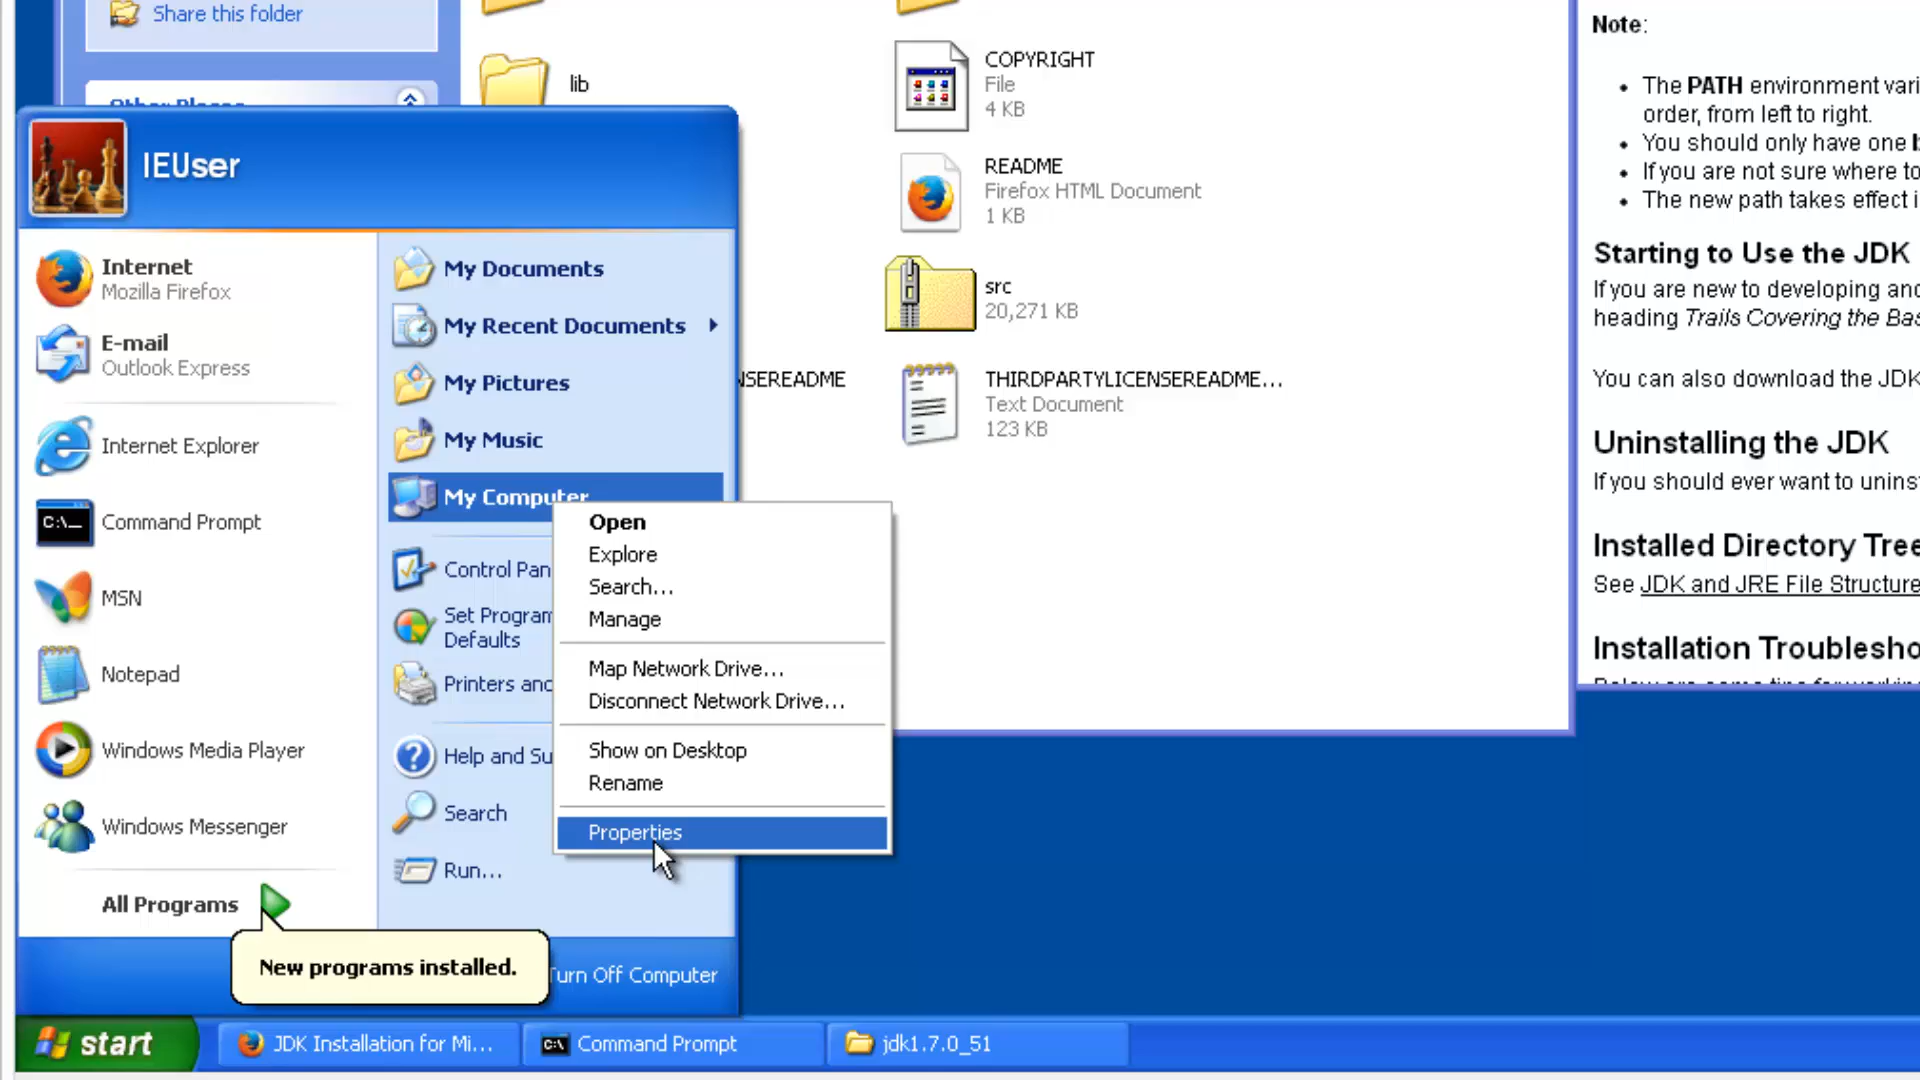 Share this folder
Other Places
lib
COPYRIGHT
File
4 KB
README
Firefox HTML Document
1 KB
src
20,271 KB
NSEREADME
THIRDPARTYLICENSEREADME...
Text Document
123 KB
IEUser
Internet
Mozilla Firefox
E-mail
Outlook Express
Internet Explorer
C:\_
Command Prompt
MSN
Notepad
Windows Media Player
Windows Messenger
All Programs
New programs installed.
My Documents
My Recent Documents
My Pictures
My Music
My Computer
Control Pan
Set Program
Defaults
Printers and
Help and Su
Search
Run...
Turn Off Computer
Open
Explore
Search...
Manage
Map Network Drive...
Disconnect Network Drive...
Show on Desktop
Rename
Properties
Note:
The PATH environment vari
order, from left to right.
You should only have one b
If you are not sure where to
The new path takes effect i
Starting to Use the JDK
If you are new to developing and
heading Trails Covering the Bas
You can also download the JDK
Uninstalling the JDK
If you should ever want to unins
Installed Directory Tree
See JDK and JRE File Structure
Installation Troublesho
start
JDK Installation for Mi...
C:\
Command Prompt
jdk1.7.0_51